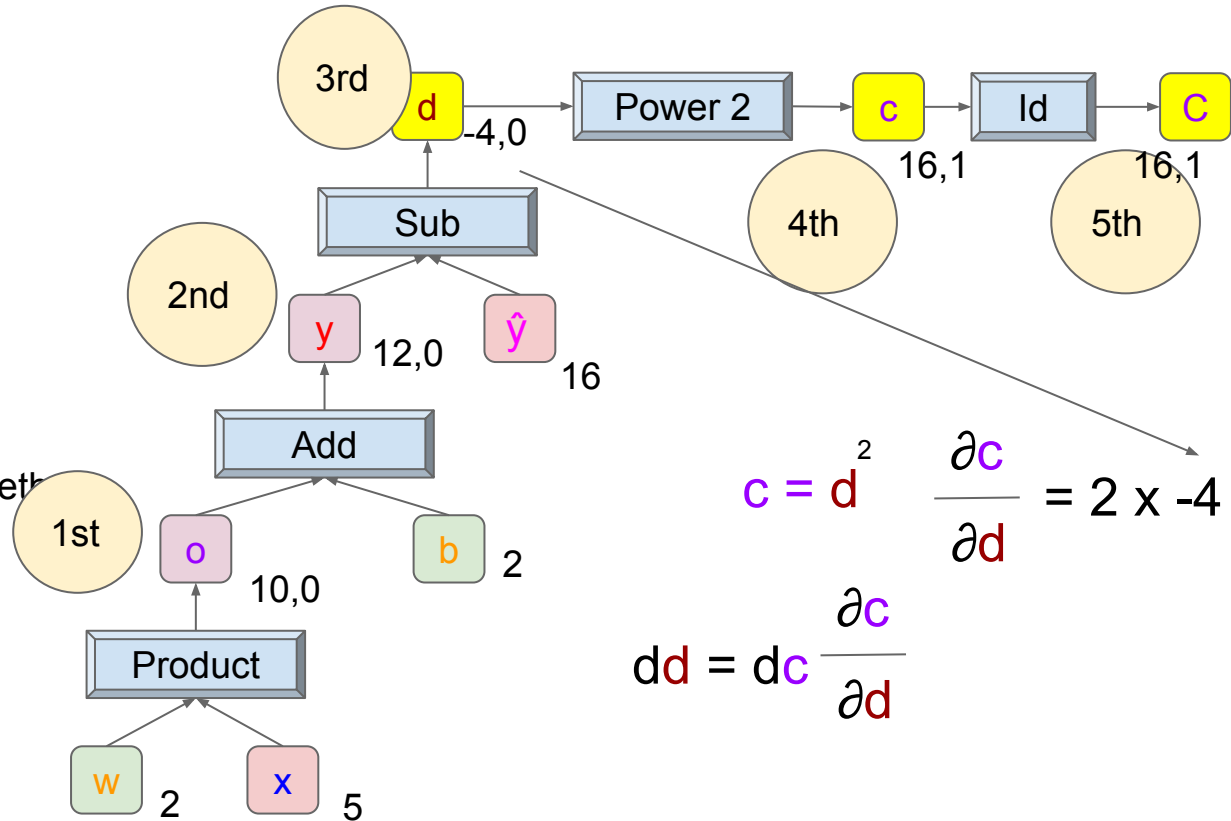 3rd
d
-4,0
Power 2
c
16,1
Id
C
16,1
4th
5th
Sub
2nd
y
12,0
ŷ
16
Add
1st
o
10,0
b
2
c = d²
∂c
∂d
= 2 x -4
Product
dd = dc
∂c
∂d
w
2
x
5